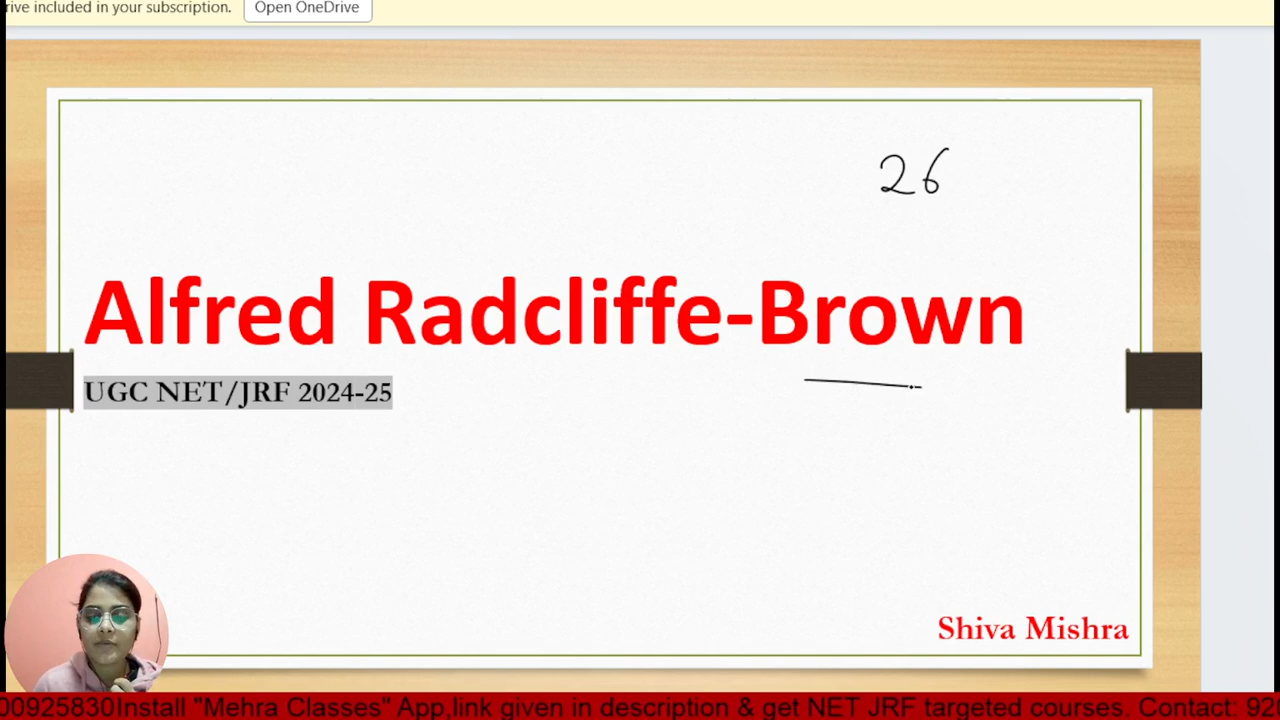 rive included in your subscription. Open OneDrive
26
Alfred Radcliffe-Brown
UGC NET/JRF 2024-25
Shiva Mishra
00925830Install "Mehra Classes" App,link given in description & get NET JRF targeted courses. Contact: 92